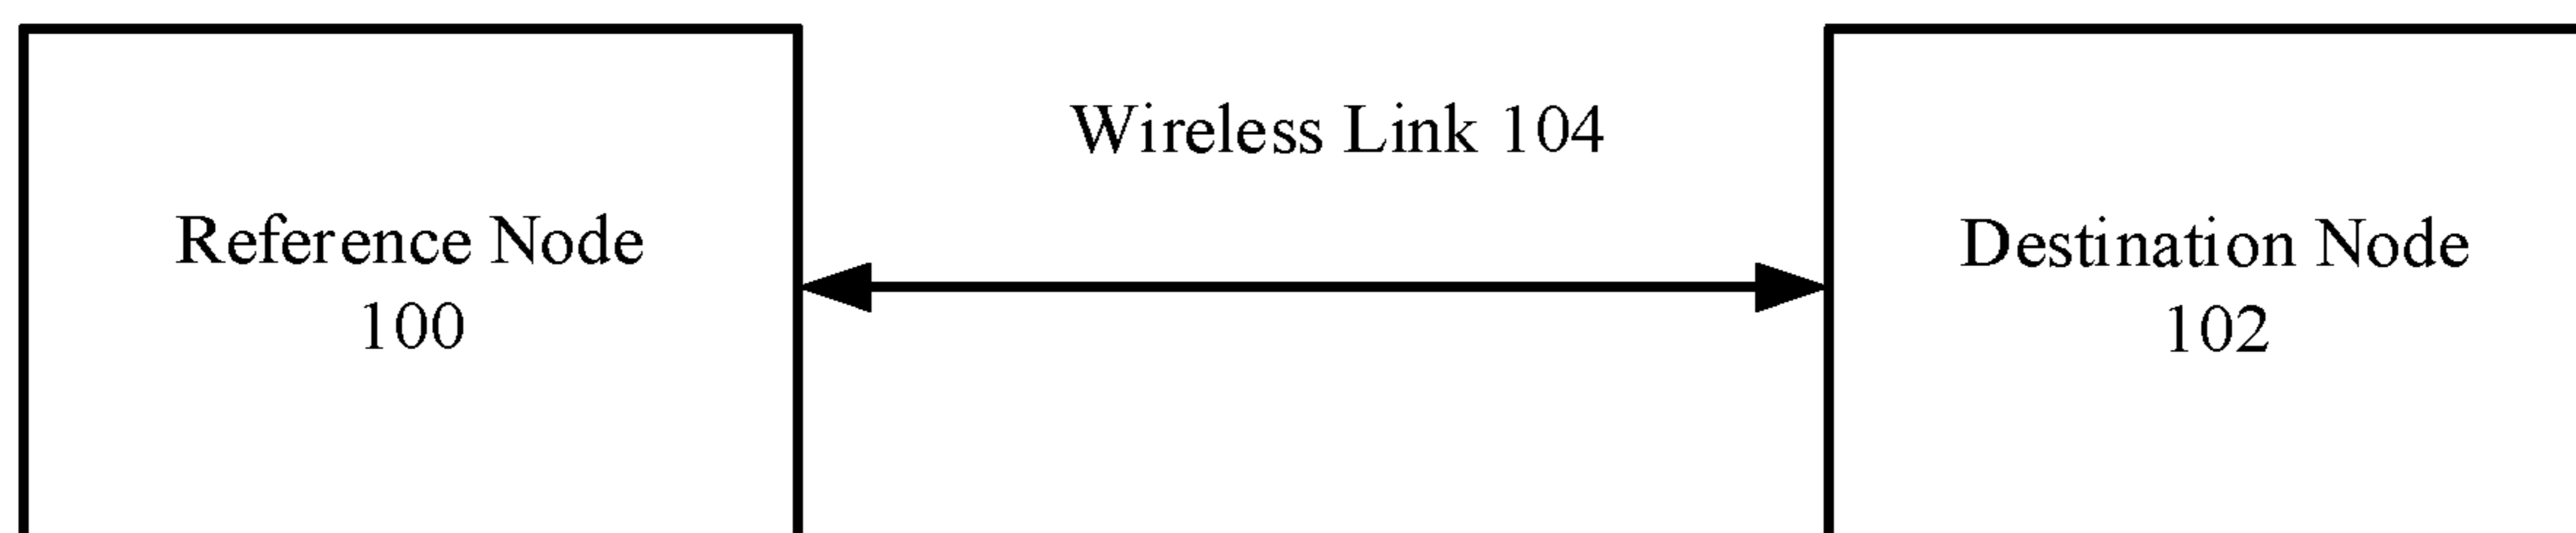 Wireless Link 104
Reference Node
100
Destination Node
102